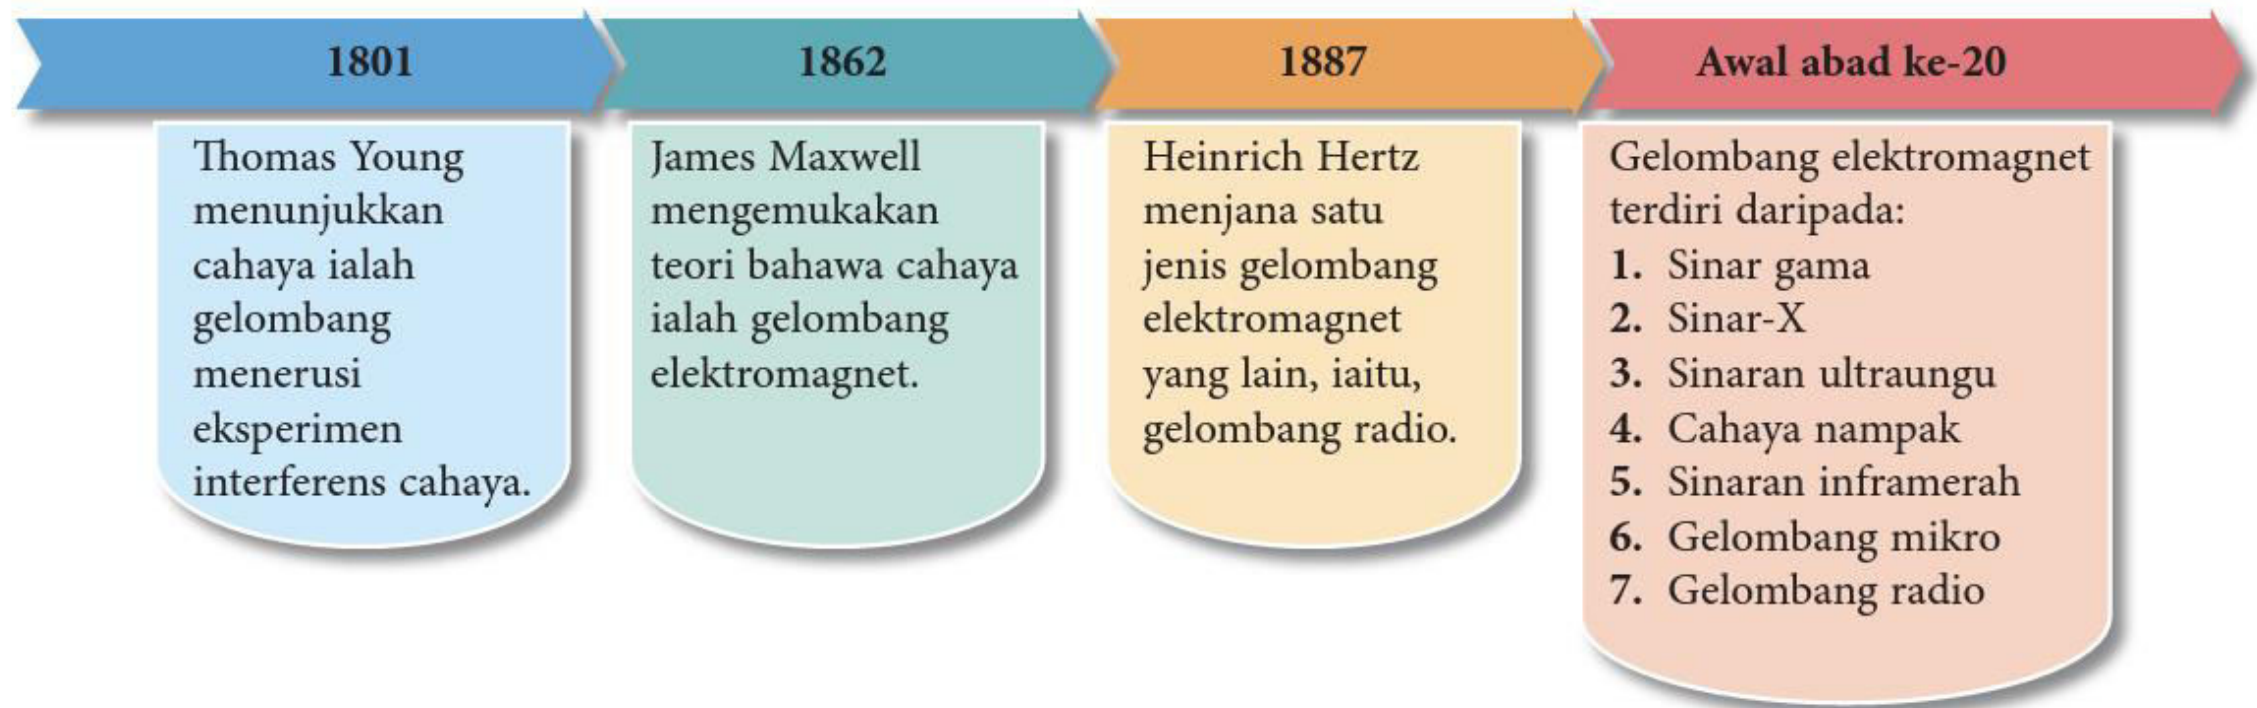 1801
Thomas Young
menunjukkan
cahaya ialah
gelombang
menerusi
eksperimen
interferens cahaya.
1862
James Maxwell
mengemukakan
teori bahawa cahaya
ialah gelombang
elektromagnet.
1887
Heinrich Hertz
menjana satu
jenis gelombang
elektromagnet
yang lain, iaitu,
gelombang radio.
Awal abad ke-20
Gelombang elektromagnet
terdiri daripada:
1. Sinar gama
2. Sinar-X
3. Sinaran ultraungu
4. Cahaya nampak
5. Sinaran inframerah
6. Gelombang mikro
7. Gelombang radio